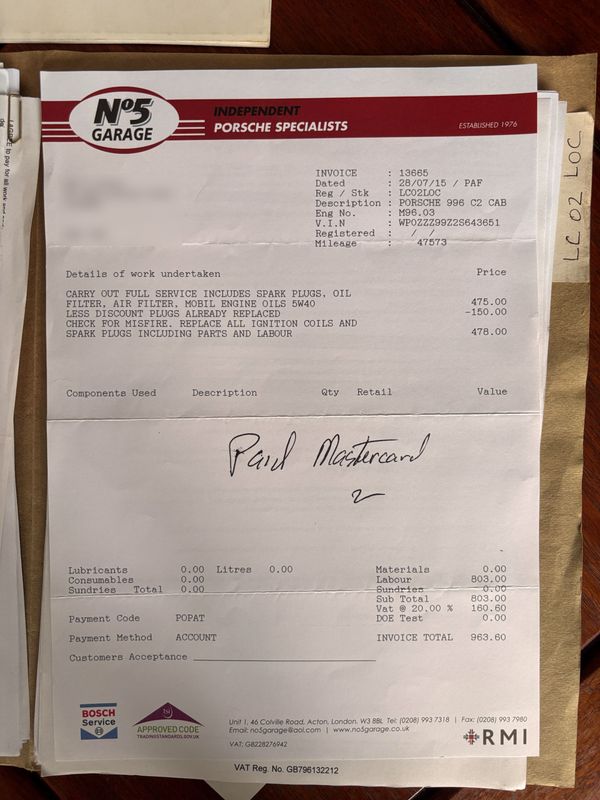 Nº5
GARAGE
INDEPENDENT
PORSCHE SPECIALISTS
ESTABLISHED 1976
INVOICE : 13665
Dated : 28/07/15 / PAF
Reg / Stk : LC02LOC
Description : PORSCHE 996 C2 CAB
Eng No. : M96.03
V.I.N : WPOZZZ99Z2S643651
Registered : / /
Mileage : 47573
LC 02 LOC
Details of work undertaken Price
CARRY OUT FULL SERVICE INCLUDES SPARK PLUGS, OIL
FILTER, AIR FILTER, MOBIL ENGINE OILS 5W40 475.00
LESS DISCOUNT PLUGS ALREADY REPLACED -150.00
CHECK FOR MISFIRE. REPLACE ALL IGNITION COILS AND
SPARK PLUGS INCLUDING PARTS AND LABOUR 478.00
Components Used Description Qty Retail Value
Paid Mastercard
Lubricants 0.00 Litres 0.00
Consumables 0.00
Sundries Total 0.00
Materials 0.00
Labour 803.00
Sundries 0.00
Sub Total 803.00
Vat @ 20.00 % 160.60
DOE Test 0.00
Payment Code POPAT
Payment Method ACCOUNT
INVOICE TOTAL 963.60
Customers Acceptance
BOSCH
Service
tsi
APPROVED CODE
TRADINGSTANDARDS.GOV.UK
Unit 1, 46 Colville Road, Acton, London. W3 8BL Tel: (0208) 993 7318 | Fax: (0208) 993 7980
Email: no5garage@aol.com | www.no5garage.co.uk
VAT: GB228276942
RMI
VAT Reg. No. GB796132212